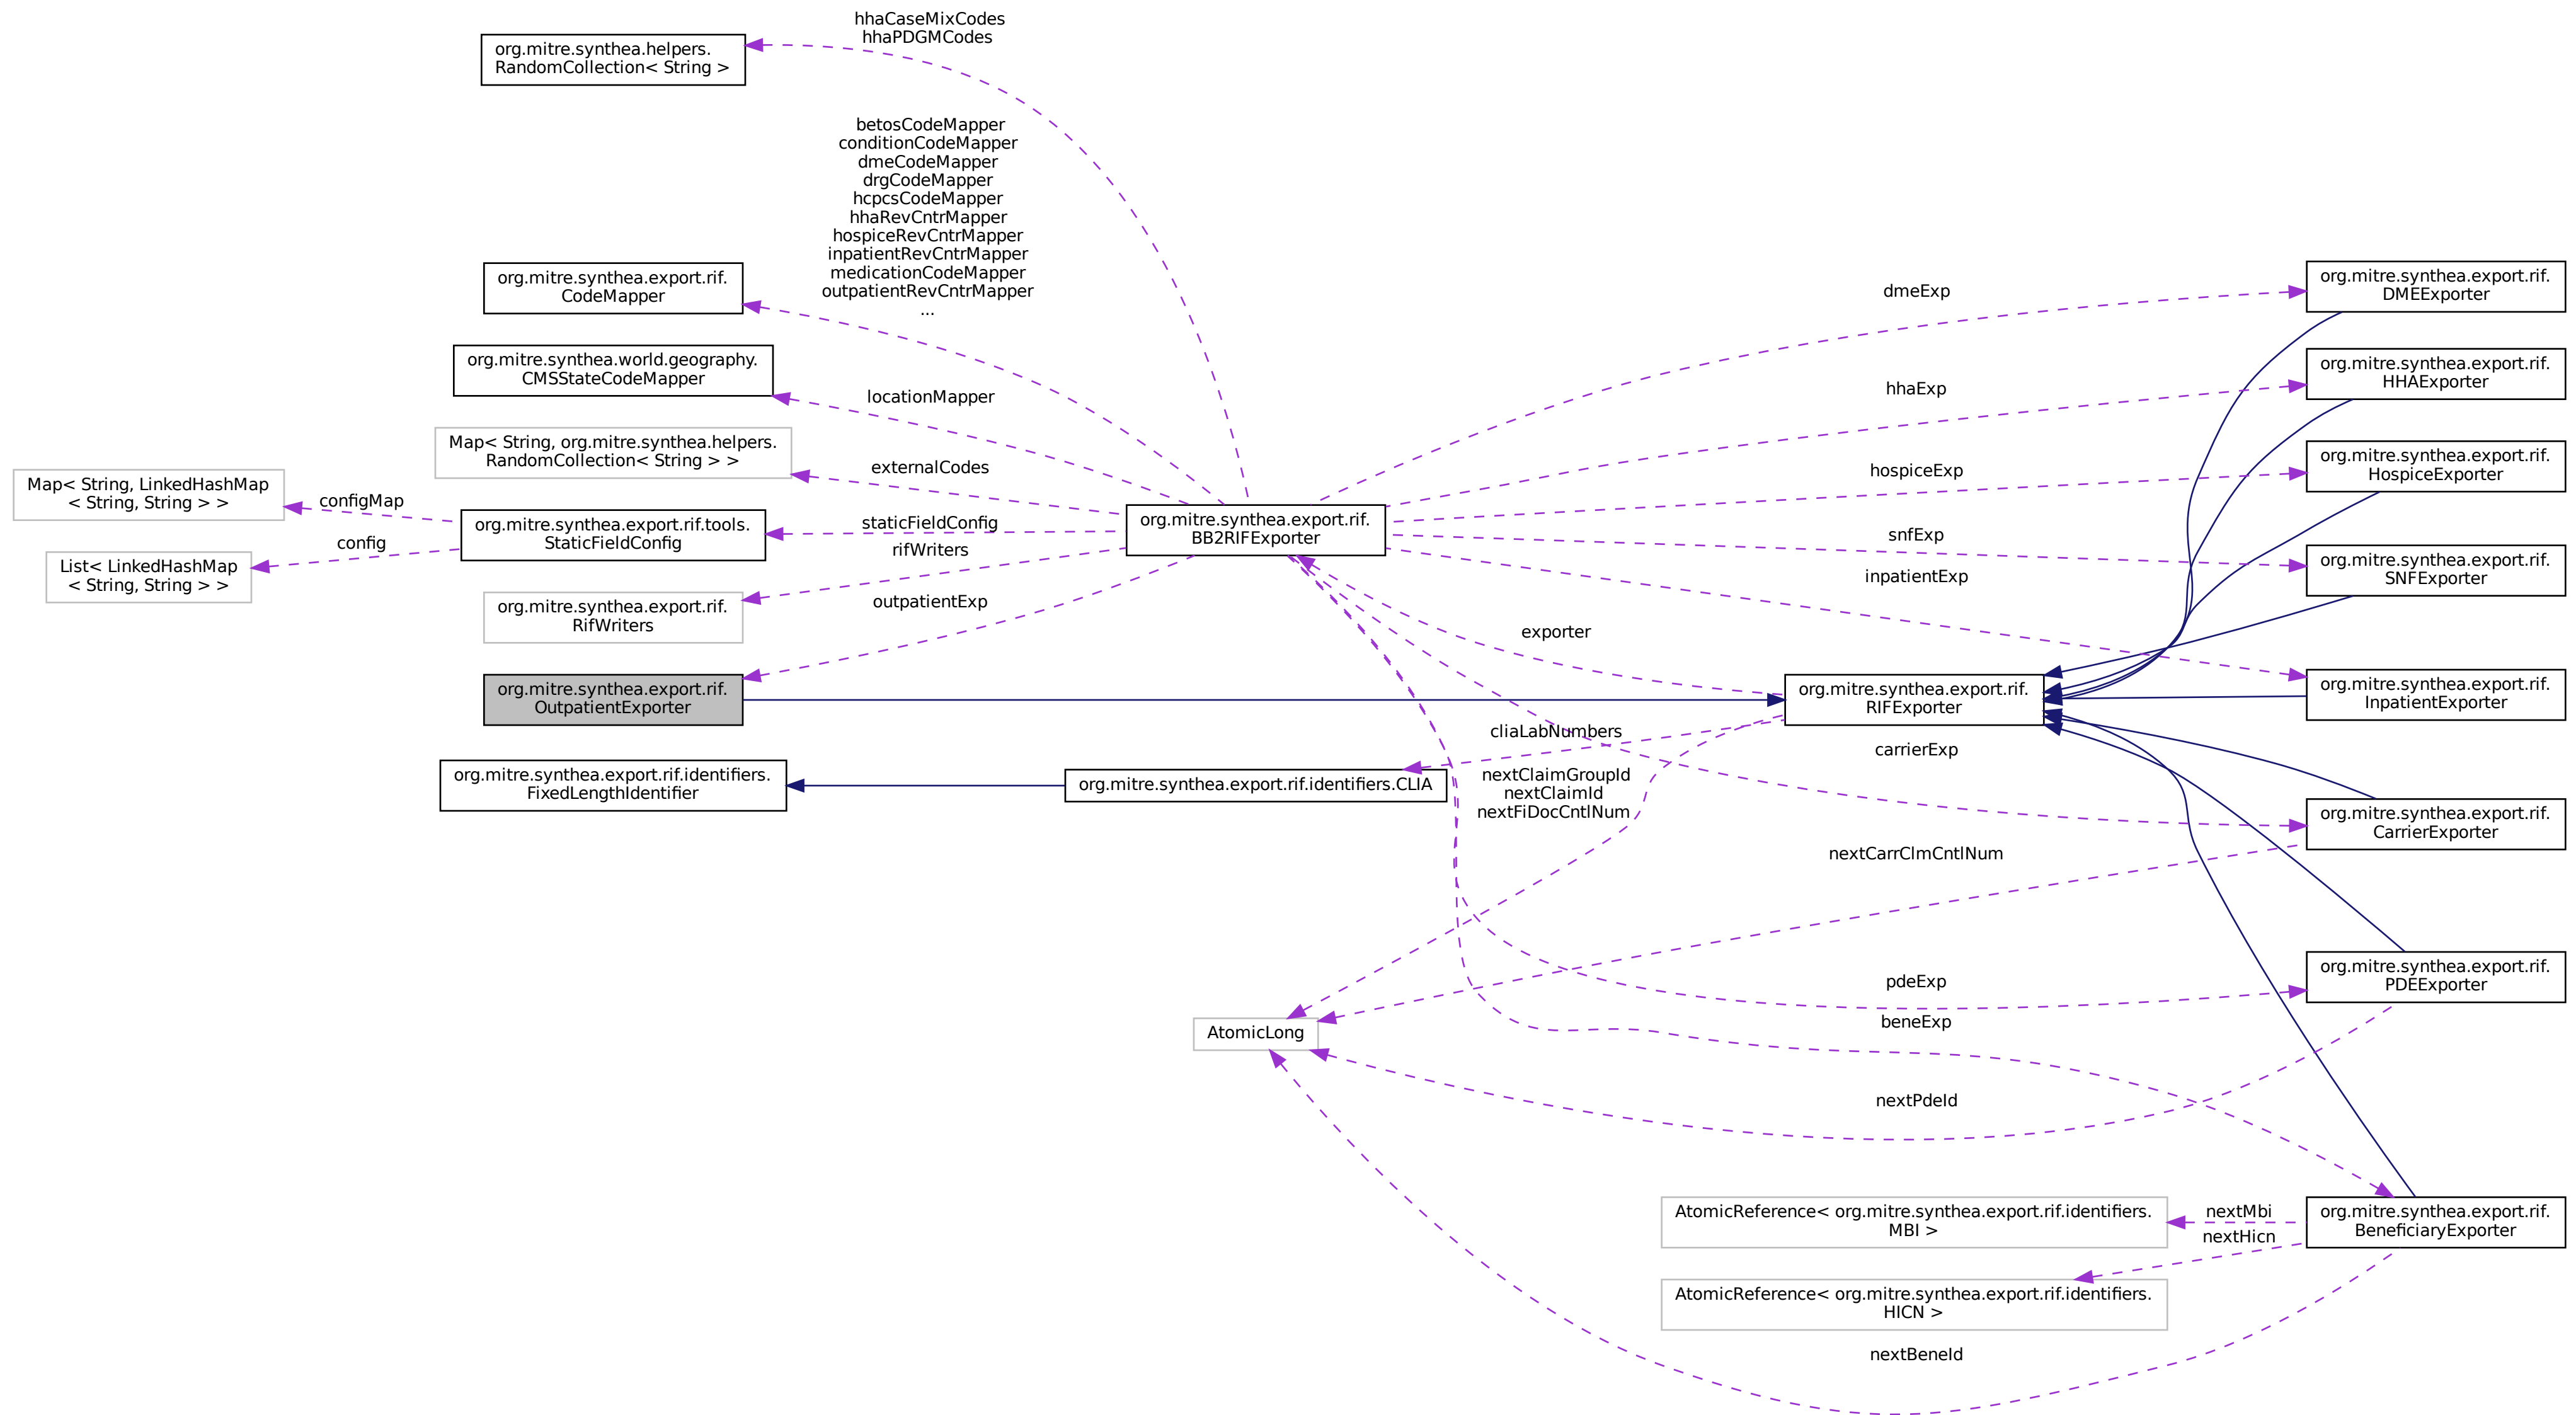 hhaCaseMixCodes
hhaPDGMCodes
org.mitre.synthea.helpers.
RandomCollection< String >
betosCodeMapper
conditionCodeMapper
dmeCodeMapper
drgCodeMapper
hcpcsCodeMapper
hhaRevCntrMapper
hospiceRevCntrMapper
inpatientRevCntrMapper
medicationCodeMapper
outpatientRevCntrMapper
...
org.mitre.synthea.export.rif.
CodeMapper
org.mitre.synthea.world.geography.
CMSStateCodeMapper
locationMapper
Map< String, org.mitre.synthea.helpers.
RandomCollection< String > >
externalCodes
Map< String, LinkedHashMap
< String, String > >
configMap
org.mitre.synthea.export.rif.tools.
StaticFieldConfig
staticFieldConfig
config
List< LinkedHashMap
< String, String > >
rifWriters
org.mitre.synthea.export.rif.
RifWriters
outpatientExp
org.mitre.synthea.export.rif.
OutpatientExporter
org.mitre.synthea.export.rif.identifiers.
FixedLengthIdentifier
org.mitre.synthea.export.rif.
BB2RIFExporter
org.mitre.synthea.export.rif.identifiers.CLIA
exporter
cliaLabNumbers
nextClaimGroupId
nextClaimId
nextFiDocCntlNum
AtomicLong
dmeExp
hhaExp
hospiceExp
snfExp
inpatientExp
org.mitre.synthea.export.rif.
RIFExporter
carrierExp
nextCarrClmCntlNum
pdeExp
beneExp
nextPdeId
AtomicReference< org.mitre.synthea.export.rif.identifiers.
MBI >
AtomicReference< org.mitre.synthea.export.rif.identifiers.
HICN >
nextMbi
nextHicn
nextBeneId
org.mitre.synthea.export.rif.
DMEExporter
org.mitre.synthea.export.rif.
HHAExporter
org.mitre.synthea.export.rif.
HospiceExporter
org.mitre.synthea.export.rif.
SNFExporter
org.mitre.synthea.export.rif.
InpatientExporter
org.mitre.synthea.export.rif.
CarrierExporter
org.mitre.synthea.export.rif.
PDEExporter
org.mitre.synthea.export.rif.
BeneficiaryExporter